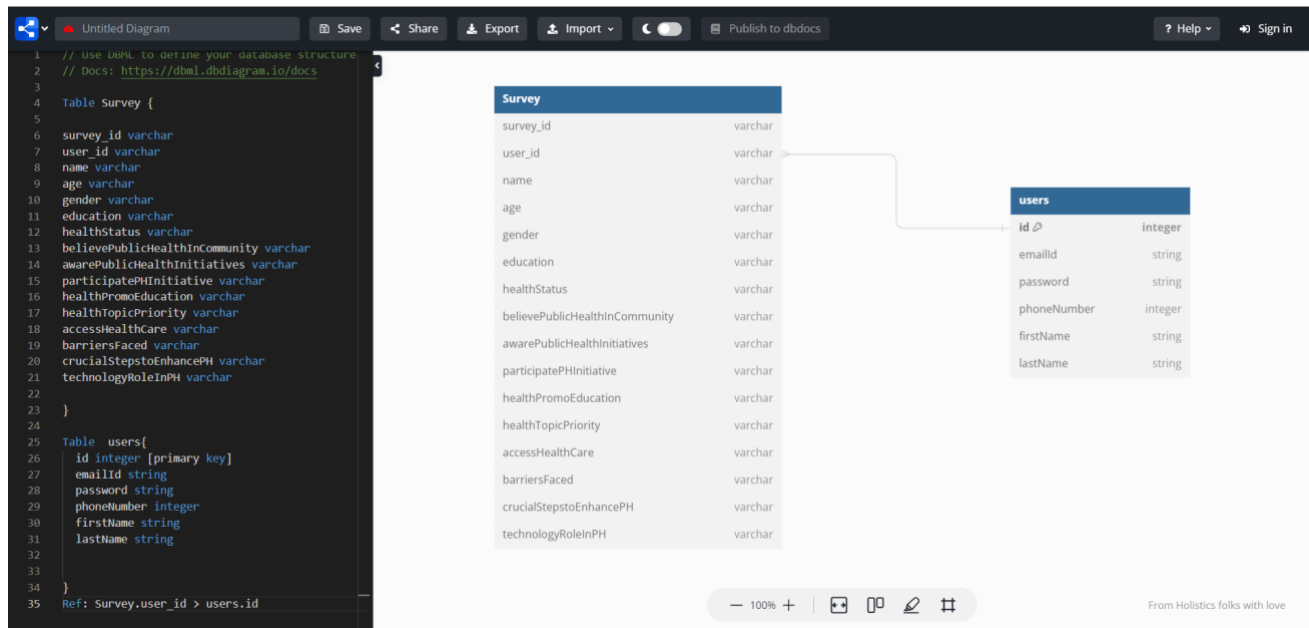 Untitled Diagram
Save
Share
Export
Import
Publish to dbdocs
? Help
Sign in
1 // Use DBML to define your database structure
2 // Docs: https://dbml.dbdiagram.io/docs
3
4 Table Survey {
5
6 survey_id varchar
7 user_id varchar
8 name varchar
9 age varchar
10 gender varchar
11 education varchar
12 healthStatus varchar
13 believePublicHealthInCommunity varchar
14 awarePublicHealthInitiatives varchar
15 participatePHInitiative varchar
16 healthPromoEducation varchar
17 healthTopicPriority varchar
18 accessHealthCare varchar
19 barriersFaced varchar
20 crucialStepstoEnhancePH varchar
21 technologyRoleInPH varchar
22
23 }
24
25 Table users{
26 id integer [primary key]
27 emailId string
28 password string
29 phoneNumber integer
30 firstName string
31 lastName string
32
33
34 }
35 Ref: Survey.user_id > users.id
Survey
survey_id varchar
user_id varchar
name varchar
age varchar
gender varchar
education varchar
healthStatus varchar
believePublicHealthInCommunity varchar
awarePublicHealthInitiatives varchar
participatePHInitiative varchar
healthPromoEducation varchar
healthTopicPriority varchar
accessHealthCare varchar
barriersFaced varchar
crucialStepstoEnhancePH varchar
technologyRoleInPH varchar
users
id integer
emailId string
password string
phoneNumber integer
firstName string
lastName string
— 100% +
From Holistics folks with love